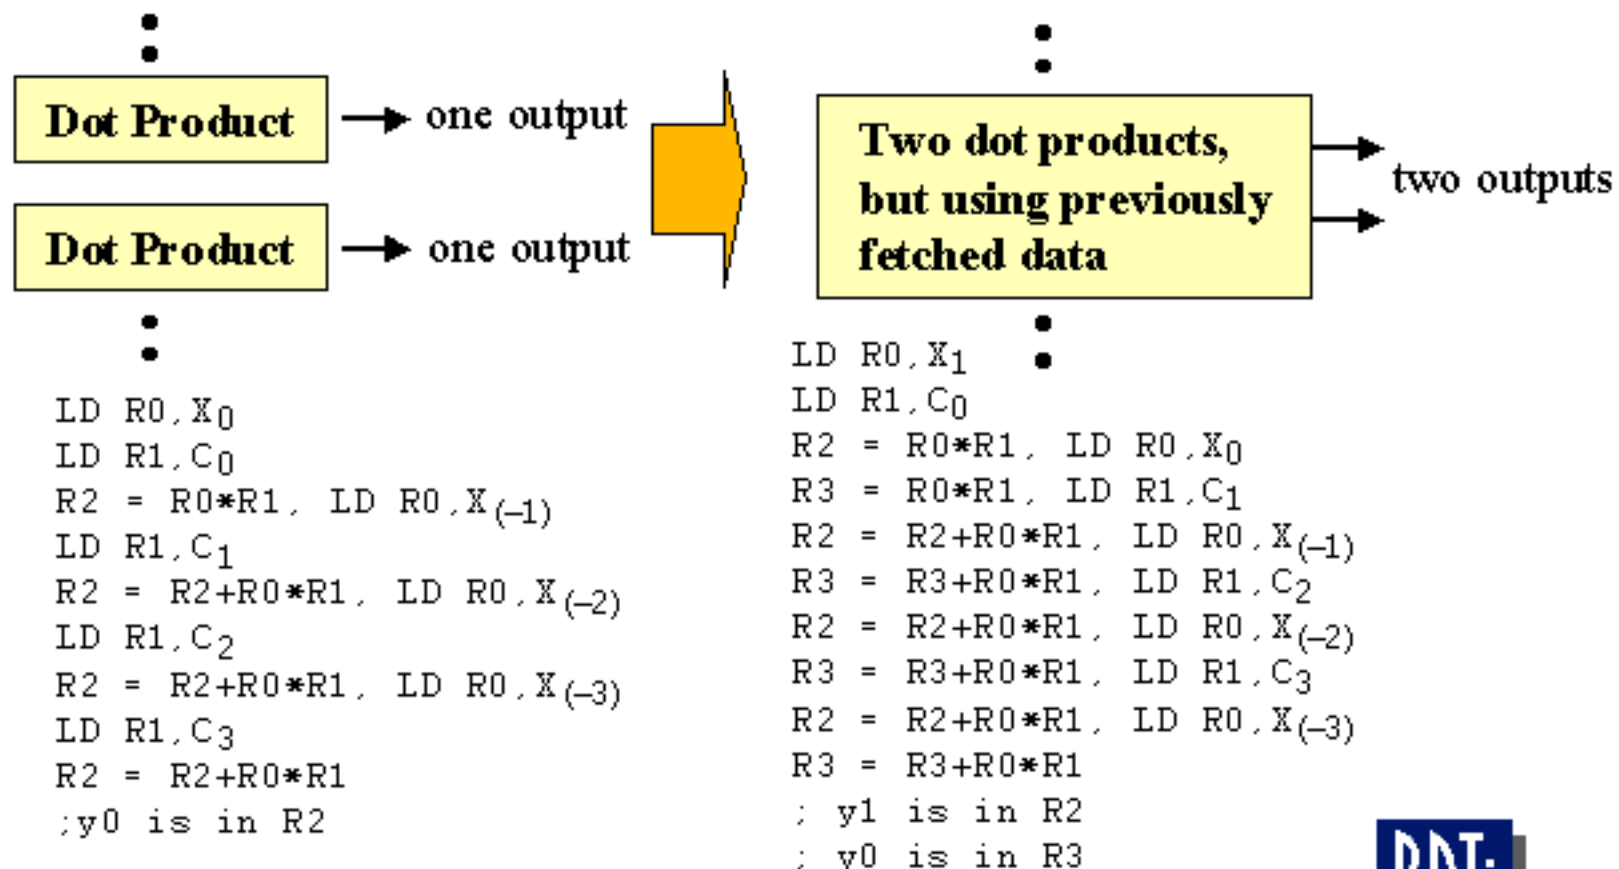 Dot Product
one output
Dot Product
one output
LD R0,X0
LD R1,C0
R2 = R0*R1, LD R0,X(–1)
LD R1,C1
R2 = R2+R0*R1, LD R0,X(–2)
LD R1,C2
R2 = R2+R0*R1, LD R0,X(–3)
LD R1,C3
R2 = R2+R0*R1
;y0 is in R2
Two dot products,
but using previously
fetched data
two outputs
LD R0,X1
LD R1,C0
R2 = R0*R1, LD R0,X0
R3 = R0*R1, LD R1,C1
R2 = R2+R0*R1, LD R0,X(–1)
R3 = R3+R0*R1, LD R1,C2
R2 = R2+R0*R1, LD R0,X(–2)
R3 = R3+R0*R1, LD R1,C3
R2 = R2+R0*R1, LD R0,X(–3)
R3 = R3+R0*R1
; y1 is in R2
; y0 is in R3